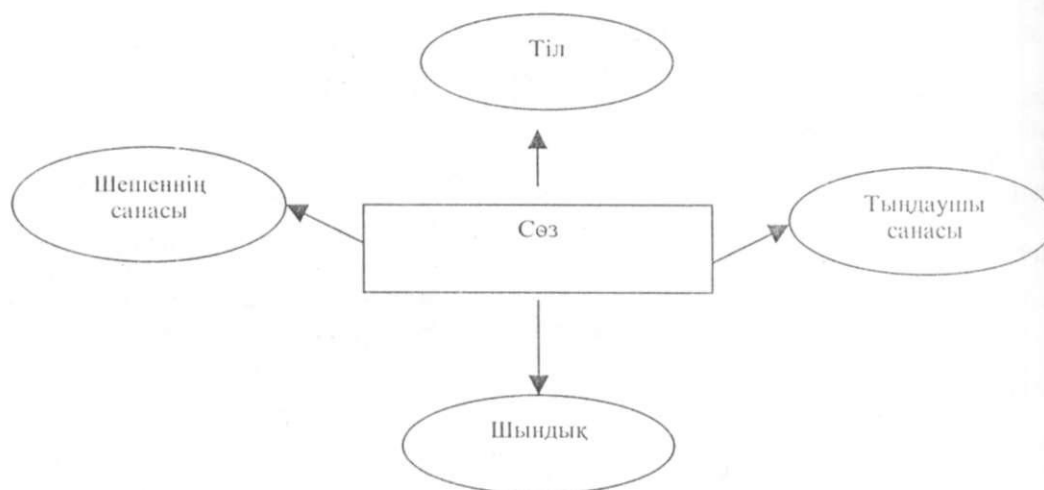 Тіл
Шешеннің
санасы
Сөз
Тыңдаушы
санасы
Шындық